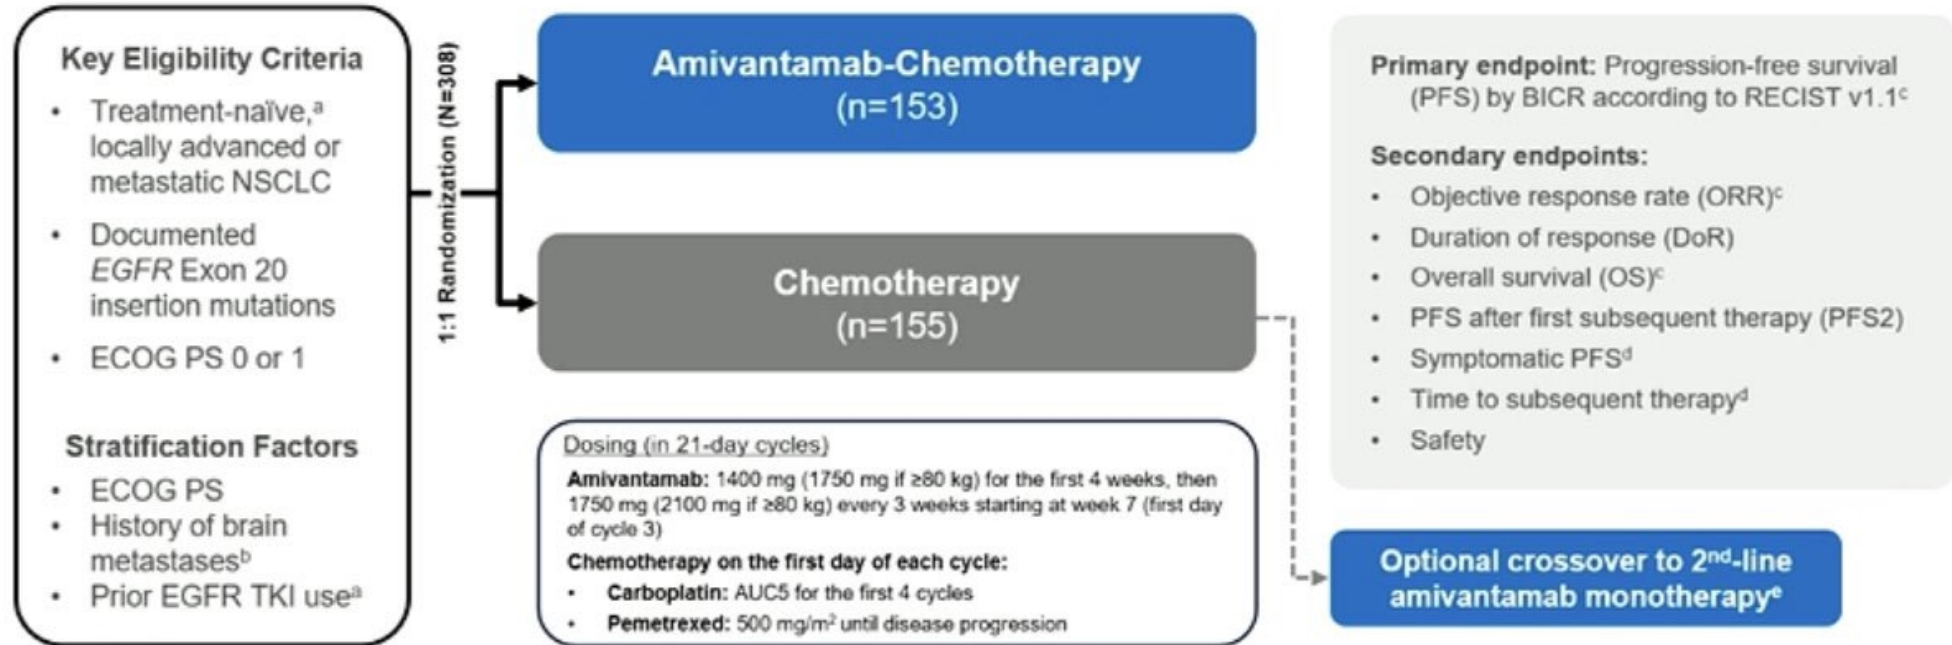 Key Eligibility Criteria
• Treatment-naïve,ᵃ
locally advanced or
metastatic NSCLC
• Documented
EGFR Exon 20
insertion mutations
• ECOG PS 0 or 1
Stratification Factors
• ECOG PS
• History of brain
metastasesᵇ
• Prior EGFR TKI useᵃ
1:1 Randomization (N=308)
Amivantamab-Chemotherapy
(n=153)
Chemotherapy
(n=155)
Dosing (in 21-day cycles)
Amivantamab: 1400 mg (1750 mg if ≥80 kg) for the first 4 weeks, then
1750 mg (2100 mg if ≥80 kg) every 3 weeks starting at week 7 (first day
of cycle 3)
Chemotherapy on the first day of each cycle:
• Carboplatin: AUC5 for the first 4 cycles
• Pemetrexed: 500 mg/m² until disease progression
Primary endpoint: Progression-free survival
(PFS) by BICR according to RECIST v1.1ᶜ
Secondary endpoints:
• Objective response rate (ORR)ᶜ
• Duration of response (DoR)
• Overall survival (OS)ᶜ
• PFS after first subsequent therapy (PFS2)
• Symptomatic PFSᵈ
• Time to subsequent therapyᵈ
• Safety
Optional crossover to 2ⁿᵈ-line
amivantamab monotherapyᵉ